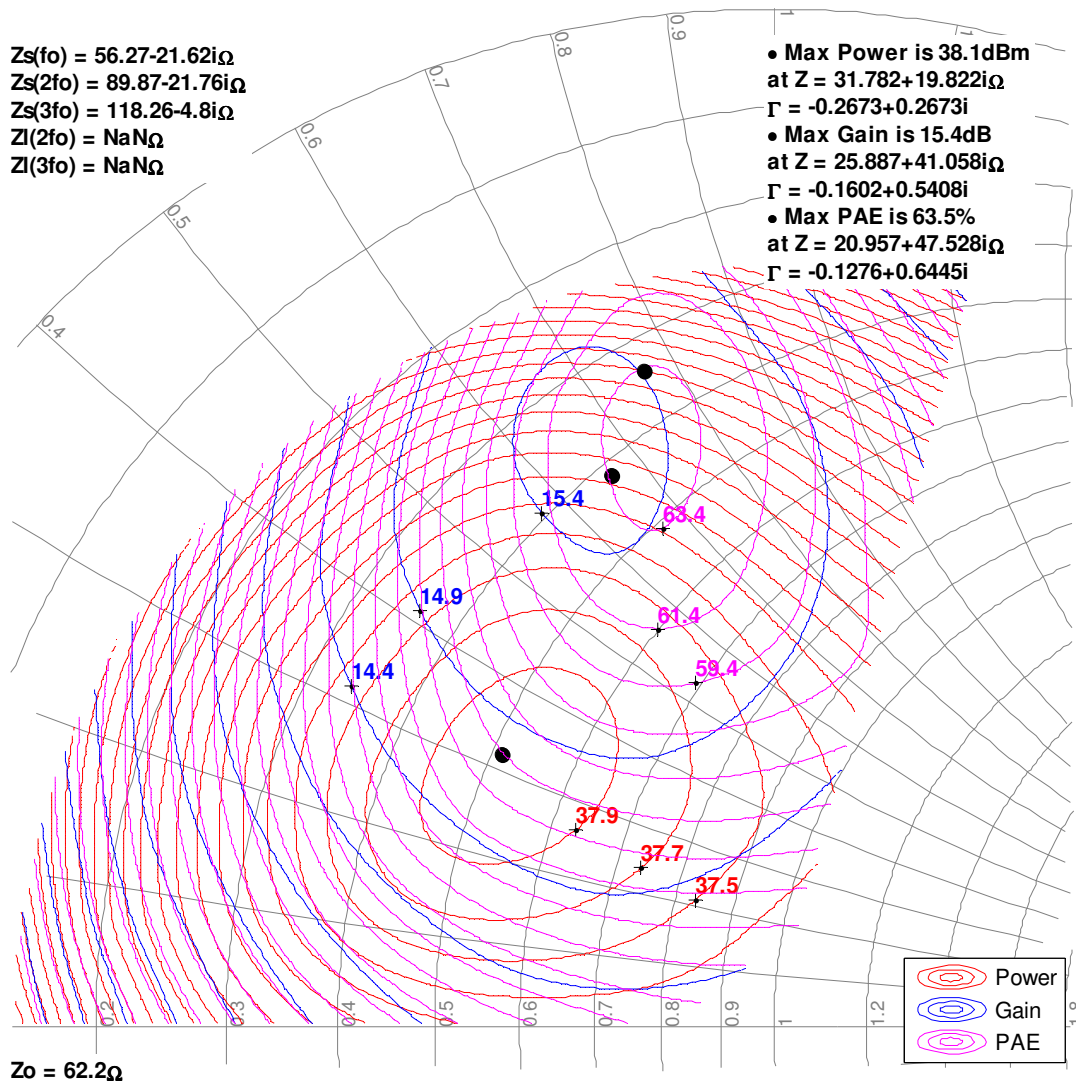 Zs(fo) = 56.27-21.62iΩ
Zs(2fo) = 89.87-21.76iΩ
Zs(3fo) = 118.26-4.8iΩ
Zl(2fo) = NaNΩ
Zl(3fo) = NaNΩ
● Max Power is 38.1dBm
at Z = 31.782+19.822iΩ
Γ = -0.2673+0.2673i
● Max Gain is 15.4dB
at Z = 25.887+41.058iΩ
Γ = -0.1602+0.5408i
● Max PAE is 63.5%
at Z = 20.957+47.528iΩ
Γ = -0.1276+0.6445i
0.4
0.5
0.6
0.7
0.8
0.9
1
15.4
63.4
14.9
61.4
14.4
59.4
37.9
37.7
37.5
0.2
0.3
0.4
0.5
0.6
0.7
0.8
0.9
1
1.2
Power
Gain
PAE
Zo = 62.2Ω